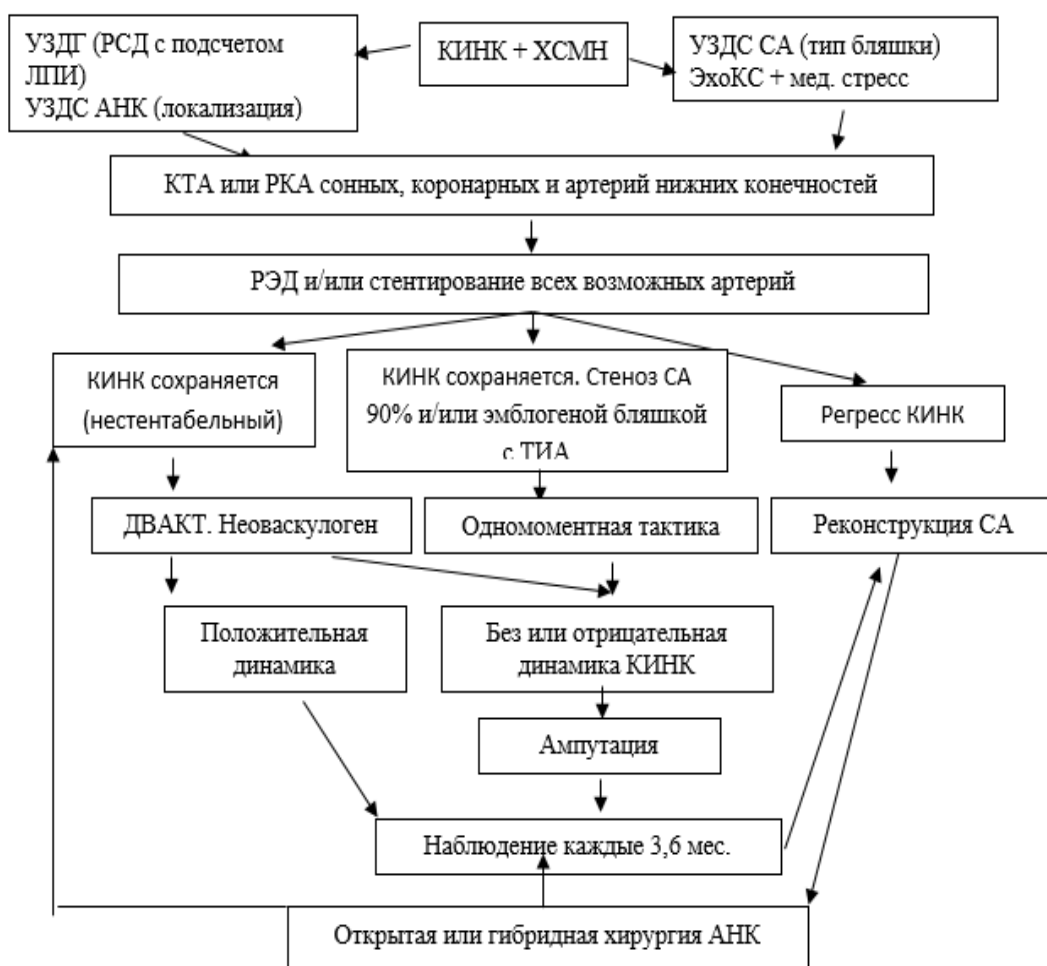 УЗДГ (РСД с подсчетом
ЛПИ)
УЗДС АНК (локализация)
КИНК + ХСМН
УЗДС СА (тип бляшки)
ЭхоКС + мед. стресс
КТА или РКА сонных, коронарных и артерий нижних конечностей
РЭД и/или стентирование всех возможных артерий
КИНК сохраняется
(нестентабельный)
КИНК сохраняется. Стеноз СА
90% и/или эмблогеной бляшкой
с ТИА
Регресс КИНК
ДВАКТ. Неоваскулоген
Одномоментная тактика
Реконструкция СА
Положительная
динамика
Без или отрицательная
динамика КИНК
Ампутация
Наблюдение каждые 3,6 мес.
Открытая или гибридная хирургия АНК